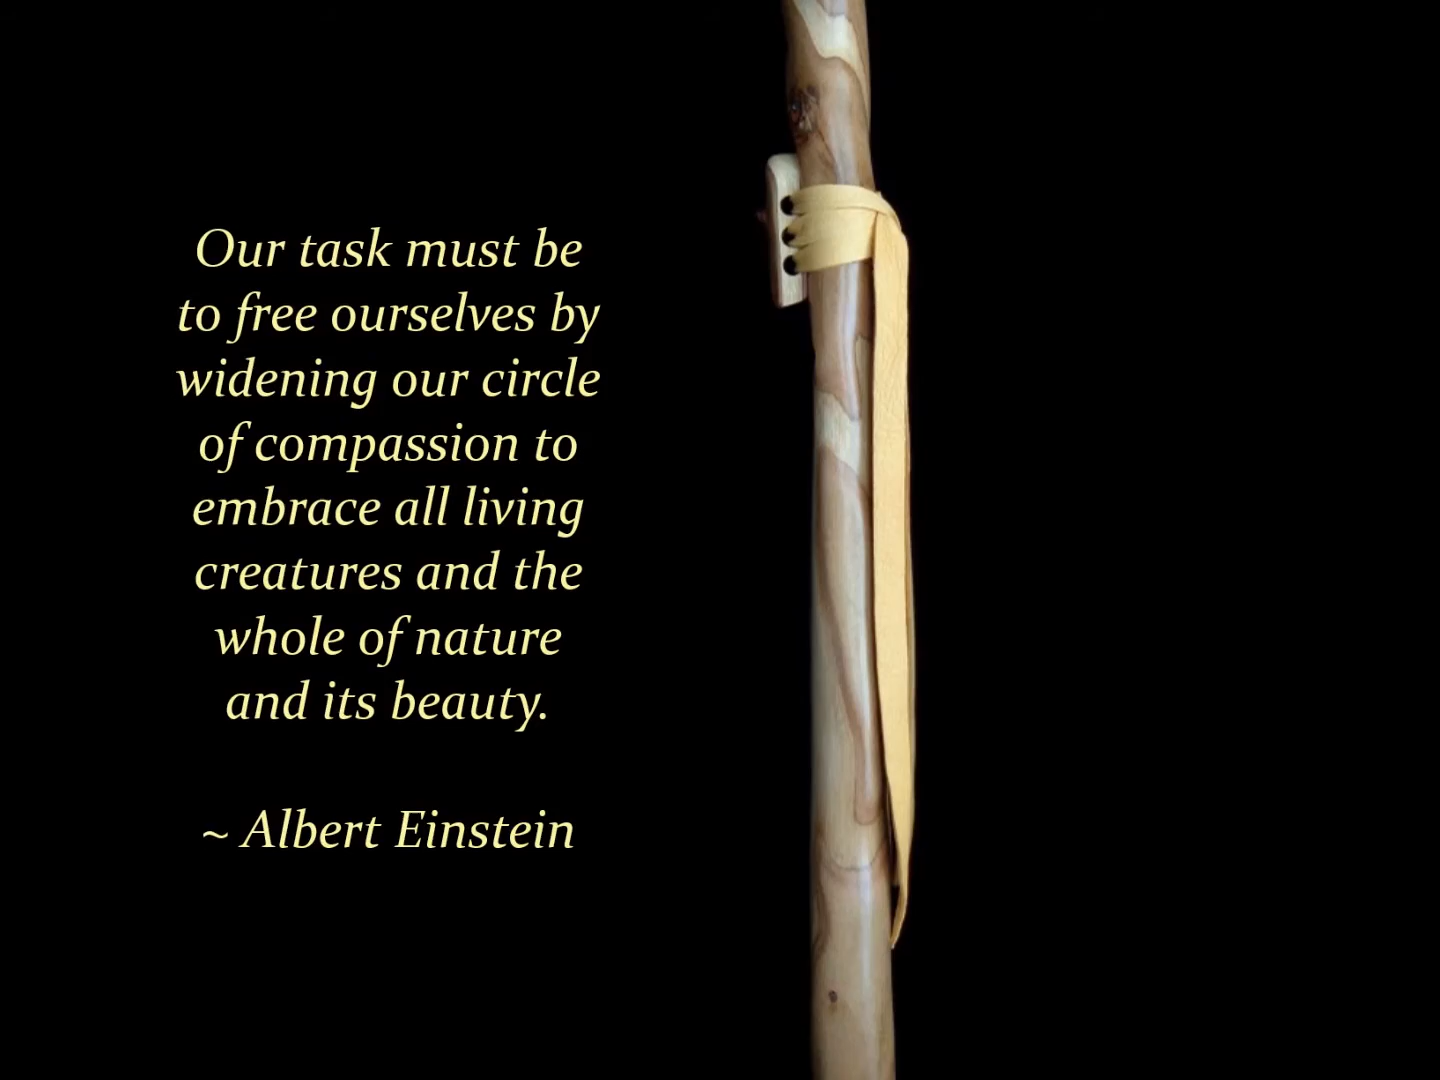 Our task must be
to free ourselves by
widening our circle
of compassion to
embrace all living
creatures and the
whole of nature
and its beauty.
~ Albert Einstein